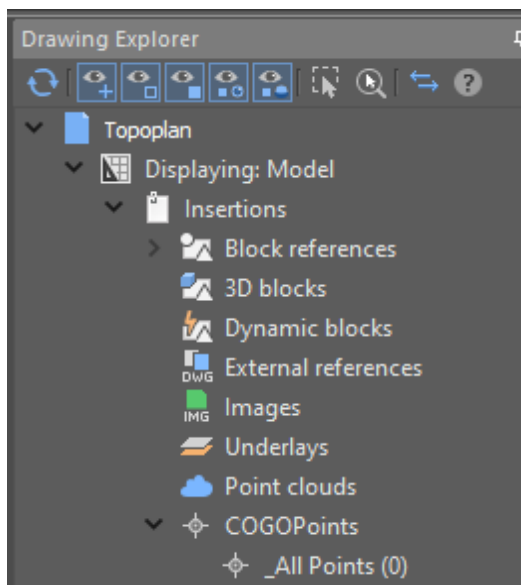 Drawing Explorer
Topoplan
Displaying: Model
Insertions
Block references
3D blocks
Dynamic blocks
DWG External references
IMG Images
Underlays
Point clouds
COGOPoints
_All Points (0)